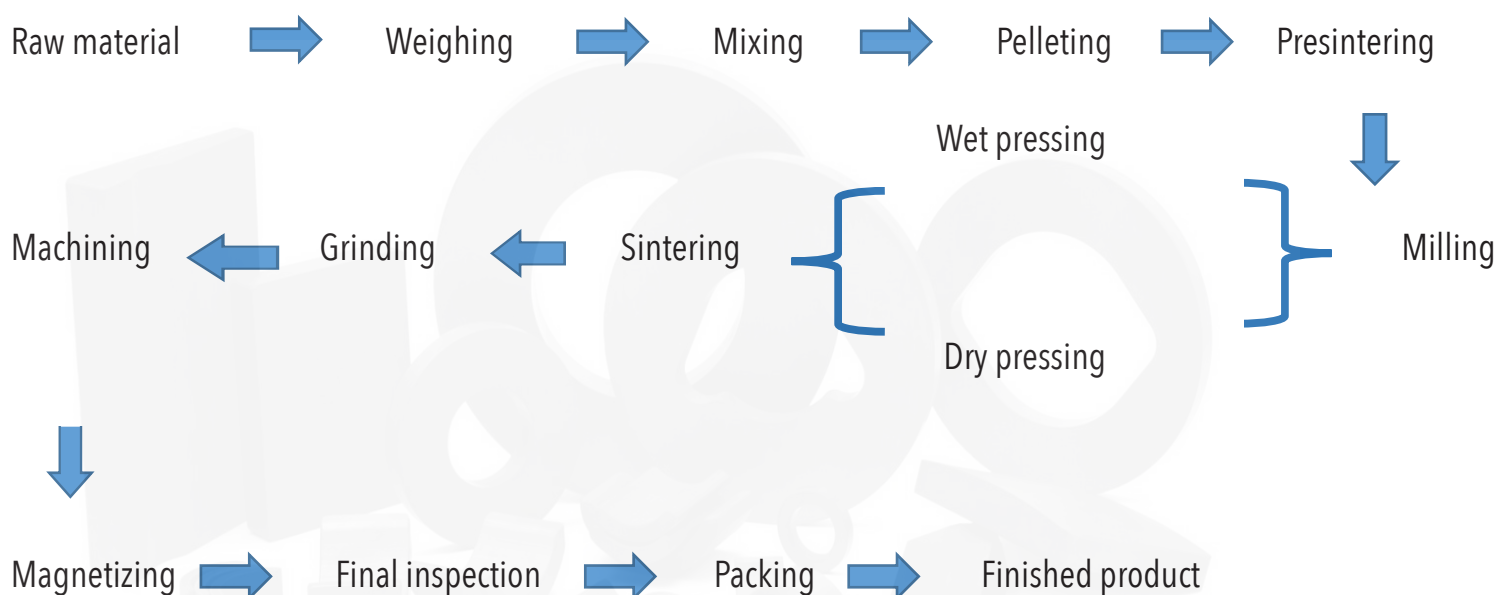 Raw material Weighing Mixing Pelleting Presintering
Wet pressing
Machining Grinding Sintering Milling
Dry pressing
Magnetizing Final inspection Packing Finished product